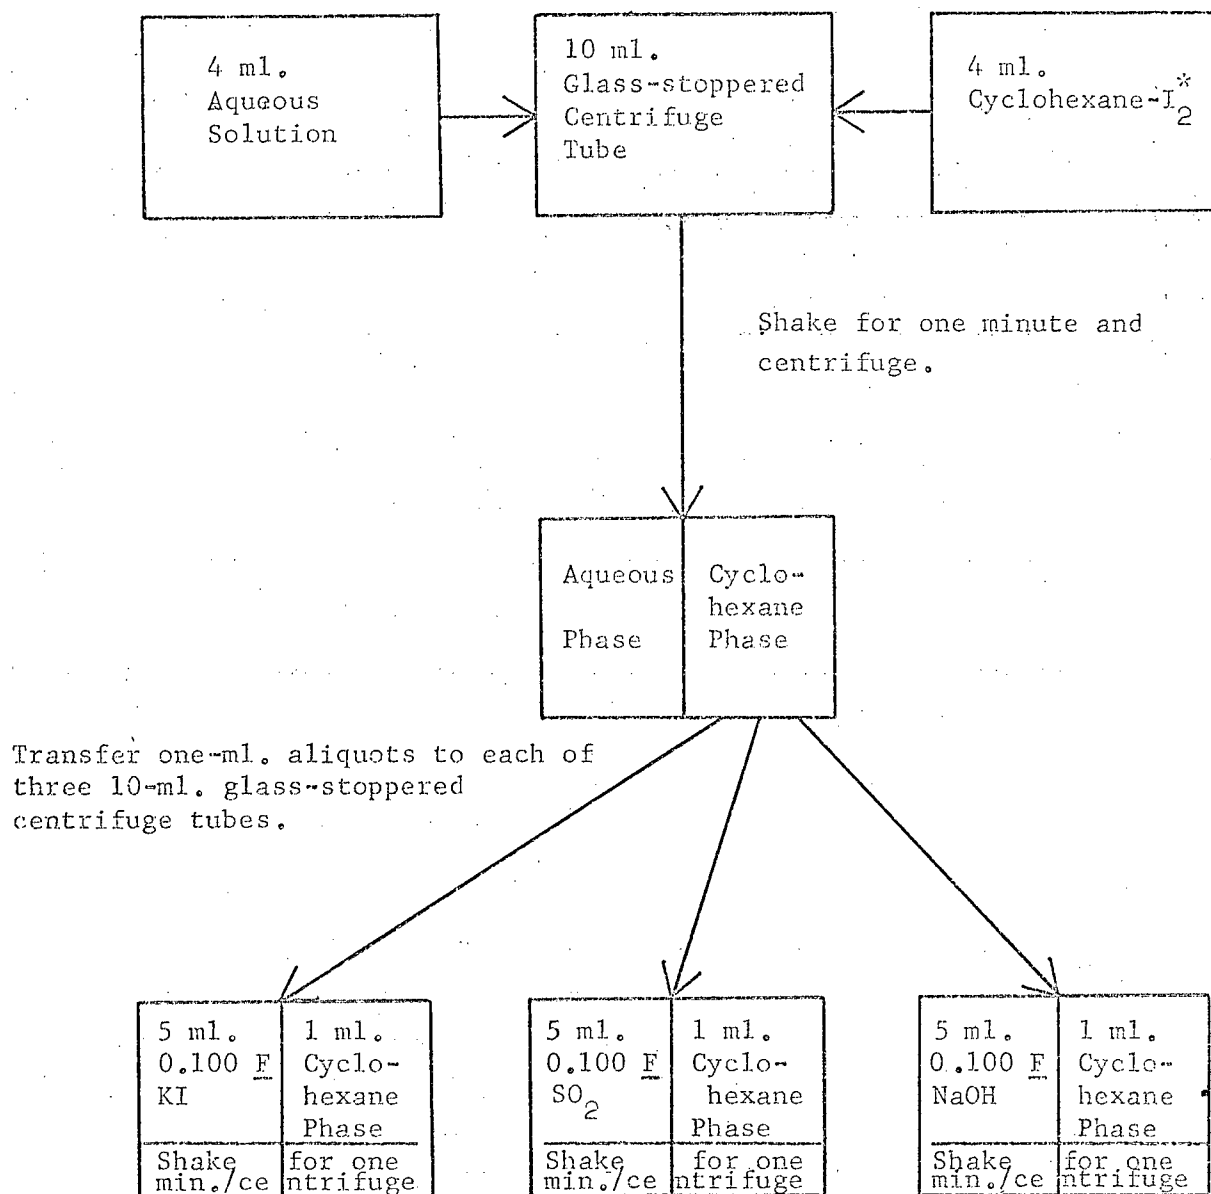 4 ml.
Aqueous
Solution
10 ml.
Glass-stoppered
Centrifuge
Tube
4 ml.
Cyclohexane-I₂*
Shake for one minute and
centrifuge.
Aqueous
Phase
Cyclo-
hexane
Phase
Transfer one-ml. aliquots to each of
three 10-ml. glass-stoppered
centrifuge tubes.
5 ml.
0.100 F
KI
1 ml.
Cyclo-
hexane
Phase
Shake for one
min./centrifuge
5 ml.
0.100 F
SO₂
1 ml.
Cyclo-
hexane
Phase
Shake for one
min./centrifuge
5 ml.
0.100 F
NaOH
1 ml.
Cyclo-
hexane
Phase
Shake for one
min./centrifuge